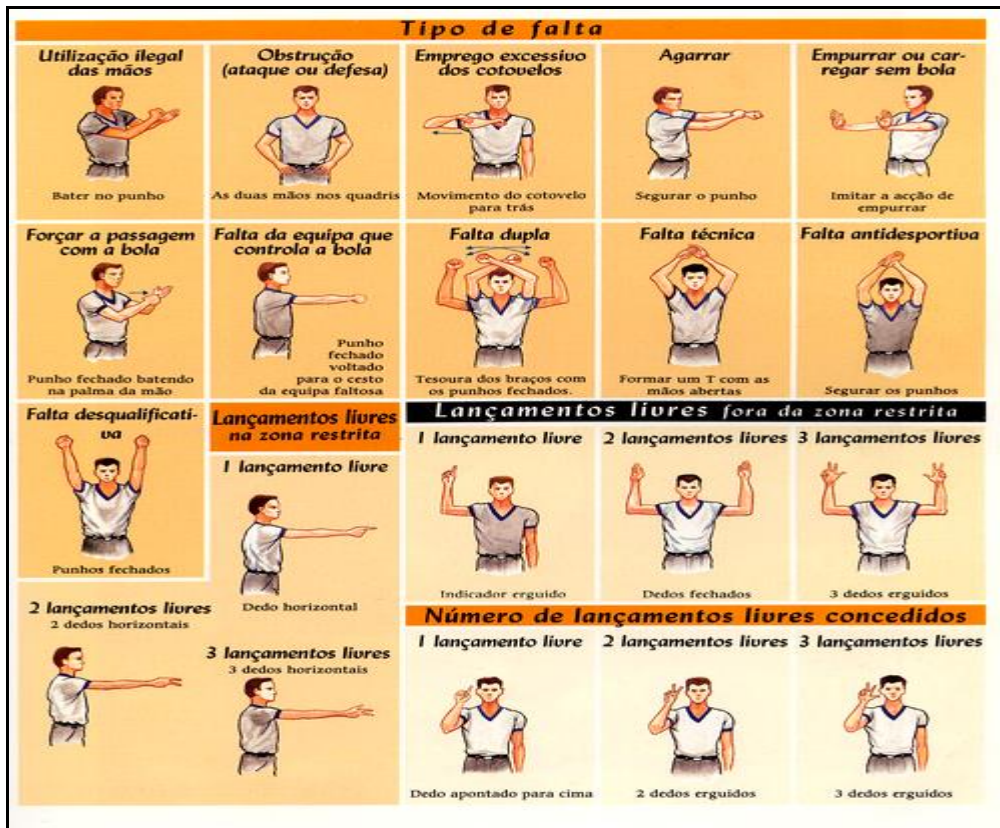 Tipo de falta
Utilização ilegal
das mãos
Bater no punho
Obstrução
(ataque ou defesa)
As duas mãos nos quadris
Emprego excessivo
dos cotovelos
Movimento do cotovelo
para trás
Agarrar
Segurar o punho
Empurrar ou car-
regar sem bola
Imitar a acção de
empurrar
Forçar a passagem
com a bola
Punho fechado batendo
na palma da mão
Falta da equipa que
controla a bola
Punho
fechado
voltado
para o cesto
da equipa faltosa
Falta dupla
Tesoura dos braços com
os punhos fechados.
Falta técnica
Formar um T com as
mãos abertas
Falta antidesportiva
Segurar os punhos
Falta desqualificati-
va
Punhos fechados
Lançamentos livres
na zona restrita
1 lançamento livre
Dedo horizontal
2 lançamentos livres
2 dedos horizontais
3 lançamentos livres
3 dedos horizontais
Lançamentos livres fora da zona restrita
1 lançamento livre
Indicador erguido
2 lançamentos livres
Dedos fechados
3 lançamentos livres
3 dedos erguidos
Número de lançamentos livres concedidos
1 lançamento livre
Dedo apontado para cima
2 lançamentos livres
2 dedos erguidos
3 lançamentos livres
3 dedos erguidos